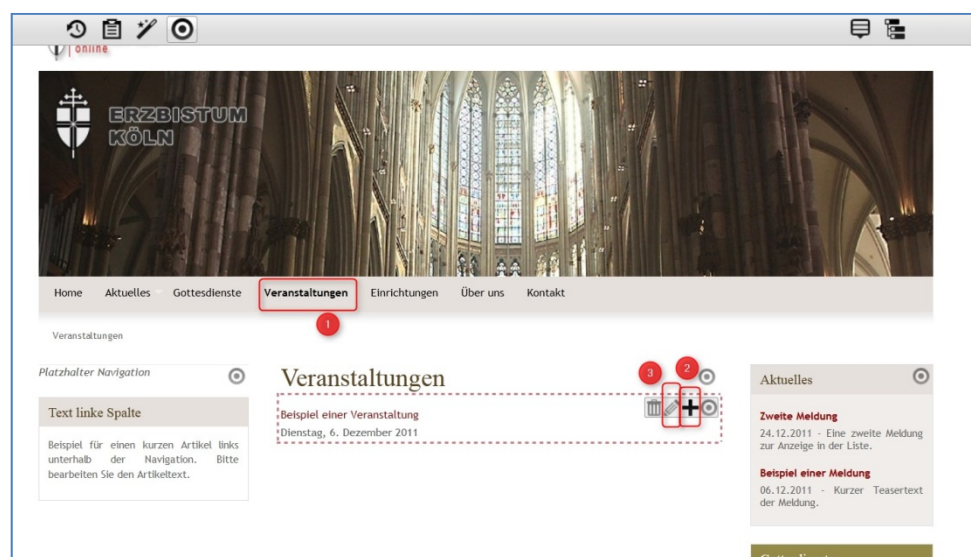 online
ERZBISTUM
KÖLN
Home Aktuelles Gottesdienste Veranstaltungen Einrichtungen Über uns Kontakt
1
Veranstaltungen
Platzhalter Navigation
Text linke Spalte
Beispiel für einen kurzen Artikel links
unterhalb der Navigation. Bitte
bearbeiten Sie den Artikeltext.
Veranstaltungen
3 2
Beispiel einer Veranstaltung
Dienstag, 6. Dezember 2011
Aktuelles
Zweite Meldung
24.12.2011 - Eine zweite Meldung
zur Anzeige in der Liste.
Beispiel einer Meldung
06.12.2011 - Kurzer Teasertext
der Meldung.